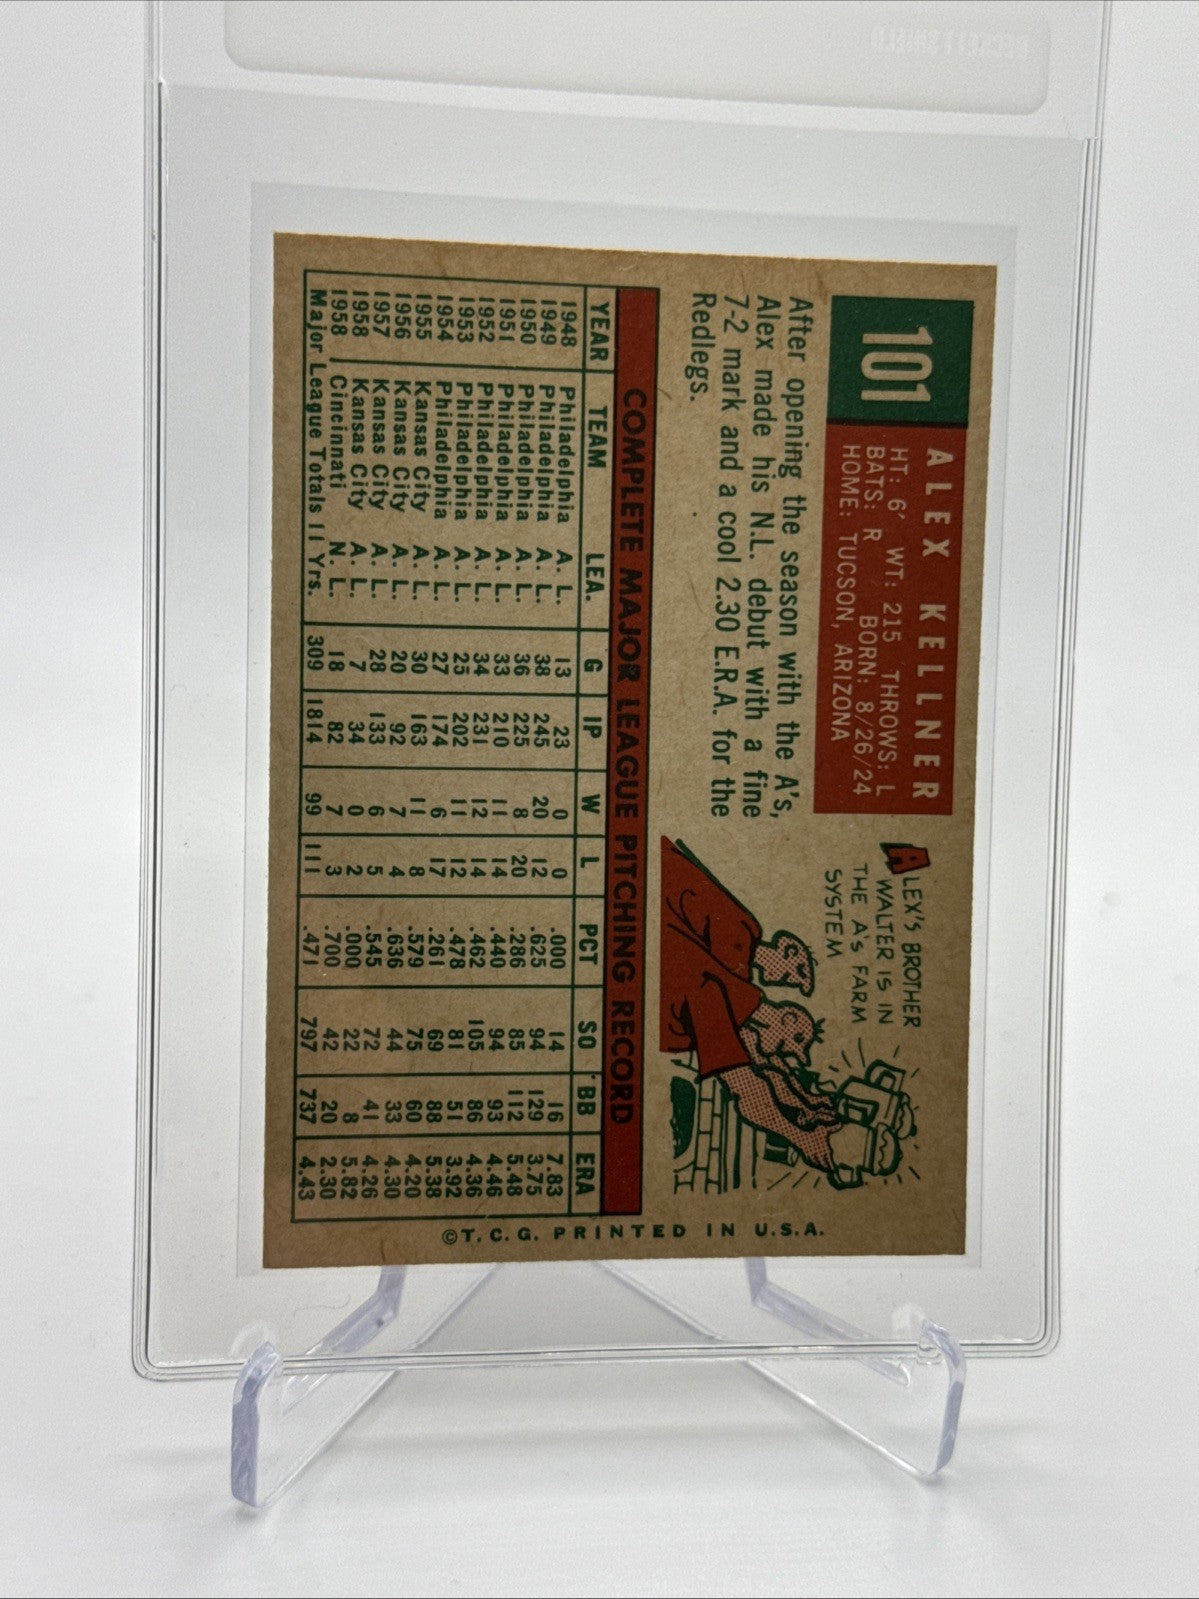 101
ALEX KELLNER
HT: 6' WT: 215 THROWS: L
BATS: R BORN: 8/26/24
HOME: TUCSON, ARIZONA
After opening the season with the A's,
Alex made his N.L. debut with a fine
7-2 mark and a cool 2.30 E.R.A. for the
Redlegs.
ALEX'S BROTHER
WALTER IS IN
THE A'S FARM
SYSTEM
COMPLETE MAJOR LEAGUE PITCHING RECORD
YEAR TEAM LEA. G IP W L PCT SO BB ERA
1948 Philadelphia A. L. 13 23 0 0 .000 14 16 7.83
1949 Philadelphia A. L. 38 245 20 12 .625 94 129 3.75
1950 Philadelphia A. L. 36 225 8 20 .286 85 112 5.48
1951 Philadelphia A. L. 33 210 11 14 .440 94 93 4.46
1952 Philadelphia A. L. 34 231 12 14 .462 105 86 4.36
1953 Philadelphia A. L. 25 202 11 12 .478 81 51 3.92
1954 Philadelphia A. L. 27 174 6 17 .261 69 88 5.38
1955 Kansas City A. L. 30 163 11 8 .579 75 60 4.20
1956 Kansas City A. L. 20 92 7 4 .636 44 33 4.30
1957 Kansas City A. L. 28 133 6 5 .545 72 41 4.26
1958 Kansas City A. L. 7 34 0 2 .000 22 8 5.82
1958 Cincinnati N. L. 18 82 7 3 .700 42 20 2.30
Major League Totals 11 Yrs. 309 1814 99 111 .471 797 737 4.43
©T.C.G. PRINTED IN U.S.A.